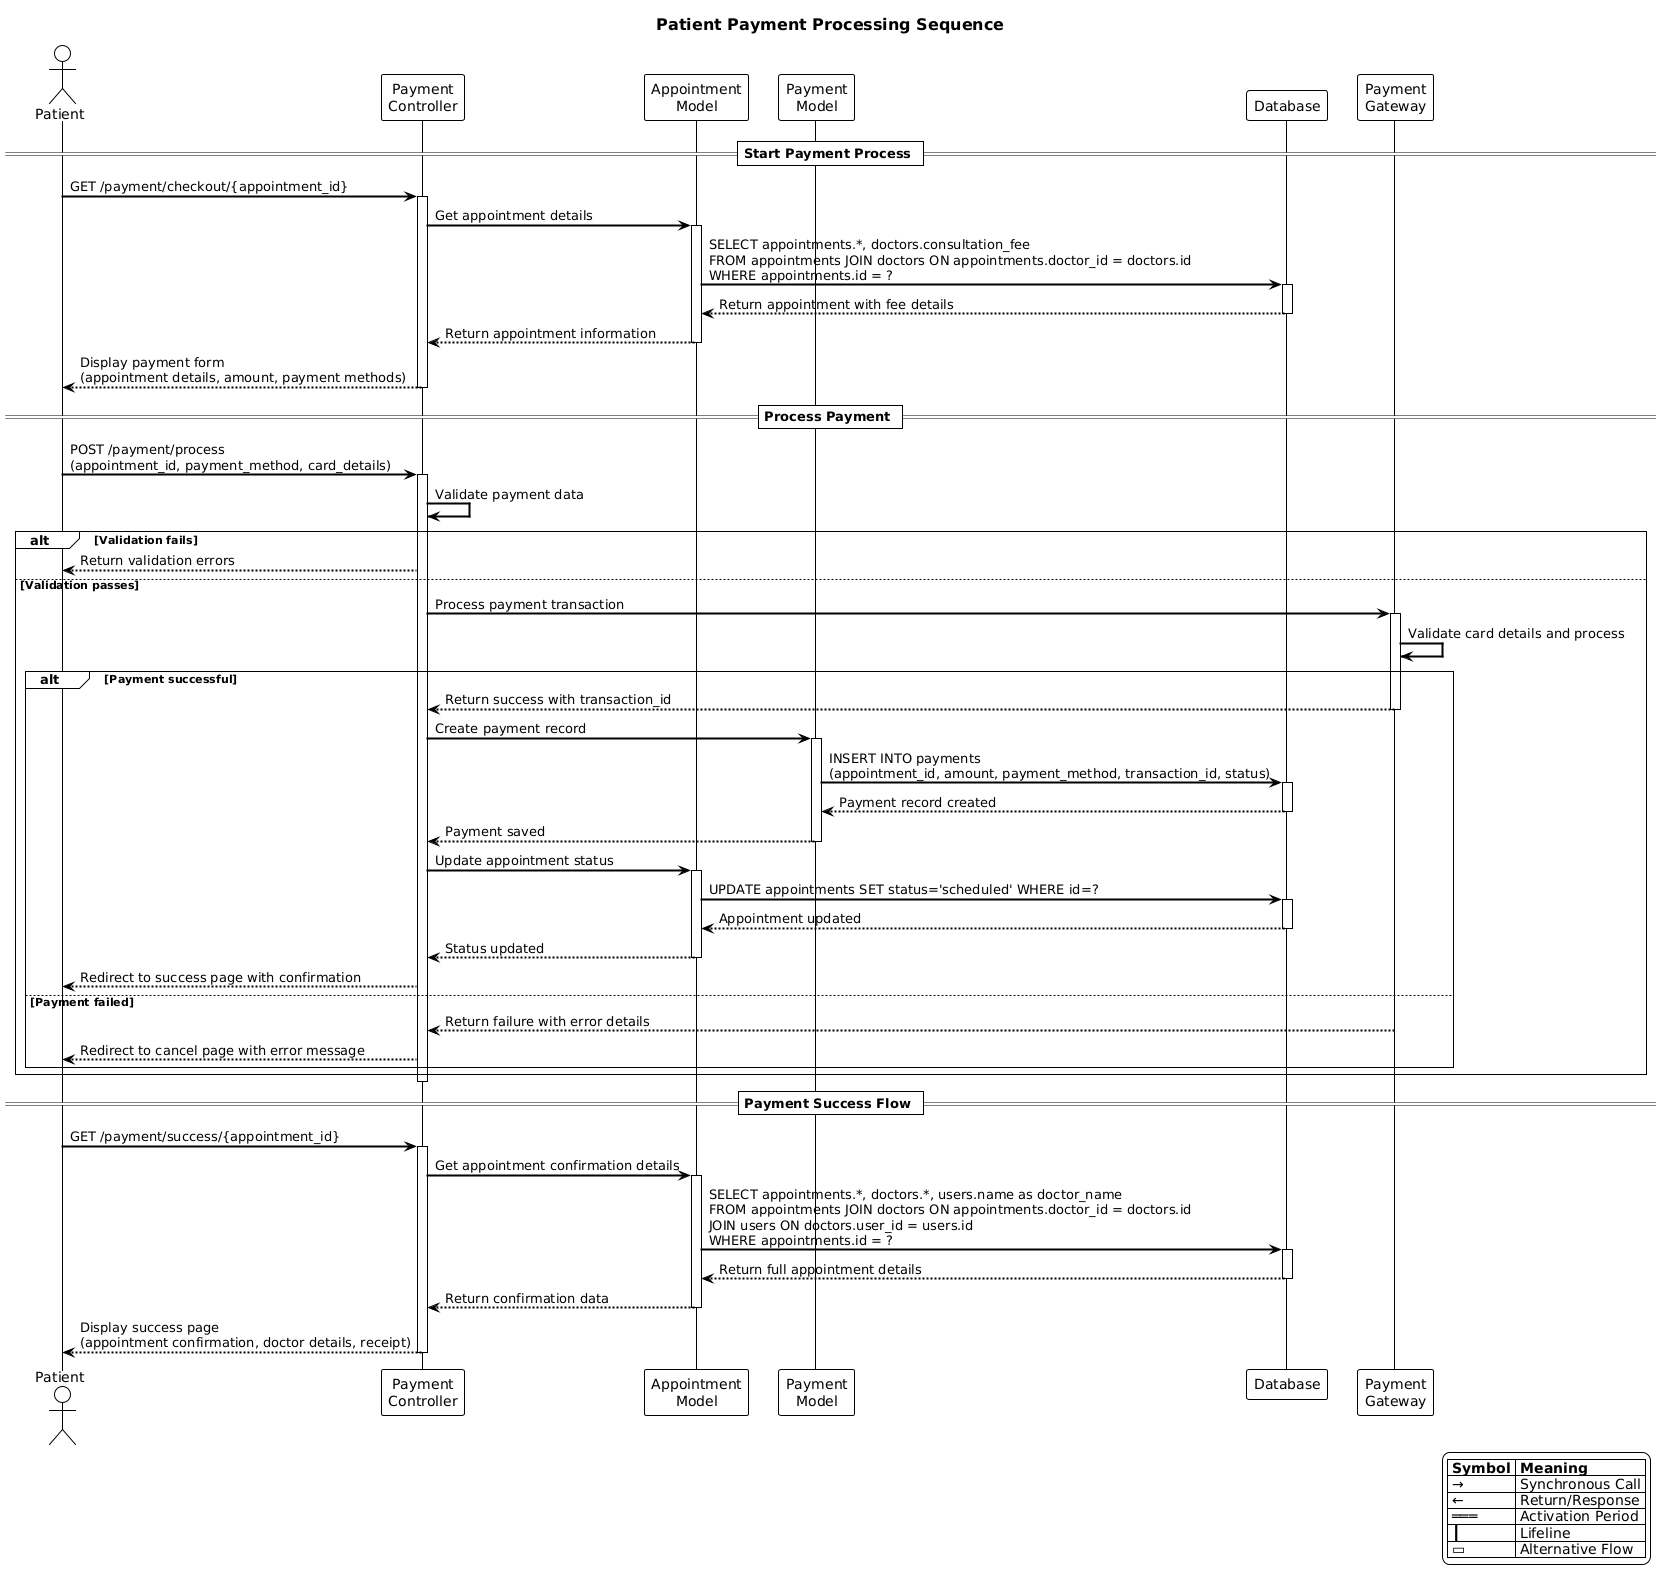 Patient Payment Processing Sequence
Patient
Payment
Controller
Appointment
Model
Payment
Model
Database
Payment
Gateway
Start Payment Process
GET /payment/checkout/{appointment_id}
Get appointment details
SELECT appointments.*, doctors.consultation_fee
FROM appointments JOIN doctors ON appointments.doctor_id = doctors.id
WHERE appointments.id = ?
Return appointment with fee details
Return appointment information
Display payment form
(appointment details, amount, payment methods)
Process Payment
POST /payment/process
(appointment_id, payment_method, card_details)
Validate payment data
alt [Validation fails]
Return validation errors
[Validation passes]
Process payment transaction
Validate card details and process
alt [Payment successful]
Return success with transaction_id
Create payment record
INSERT INTO payments
(appointment_id, amount, payment_method, transaction_id, status)
Payment record created
Payment saved
Update appointment status
UPDATE appointments SET status='scheduled' WHERE id=?
Appointment updated
Status updated
Redirect to success page with confirmation
[Payment failed]
Return failure with error details
Redirect to cancel page with error message
Payment Success Flow
GET /payment/success/{appointment_id}
Get appointment confirmation details
SELECT appointments.*, doctors.*, users.name as doctor_name
FROM appointments JOIN doctors ON appointments.doctor_id = doctors.id
JOIN users ON doctors.user_id = users.id
WHERE appointments.id = ?
Return full appointment details
Return confirmation data
Display success page
(appointment confirmation, doctor details, receipt)
Patient
Payment
Controller
Appointment
Model
Payment
Model
Database
Payment
Gateway
Symbol Meaning
→ Synchronous Call
← Return/Response
═══ Activation Period
┃ Lifeline
▭ Alternative Flow